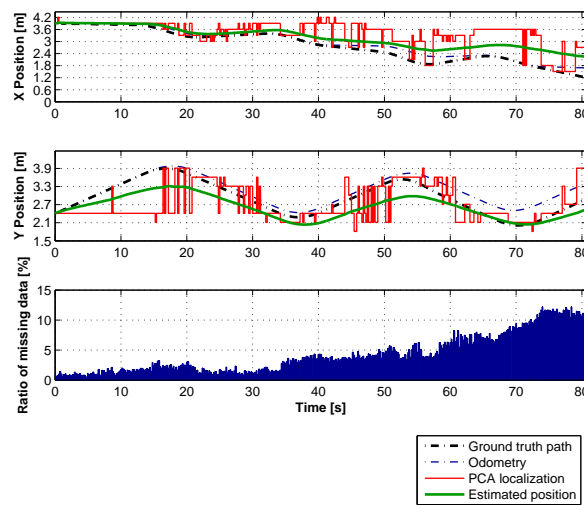 X Position [m]
4.2
3.6
3
2.4
1.8
1.2
0.6
0
0 10 20 30 40 50 60 70 80
Y Position [m]
3.9
3.3
2.7
2.1
1.5
0 10 20 30 40 50 60 70 80
Ratio of missing data [%]
15
10
5
0
0 10 20 30 40 50 60 70 80
Time [s]
Ground truth path
Odometry
PCA localization
Estimated position